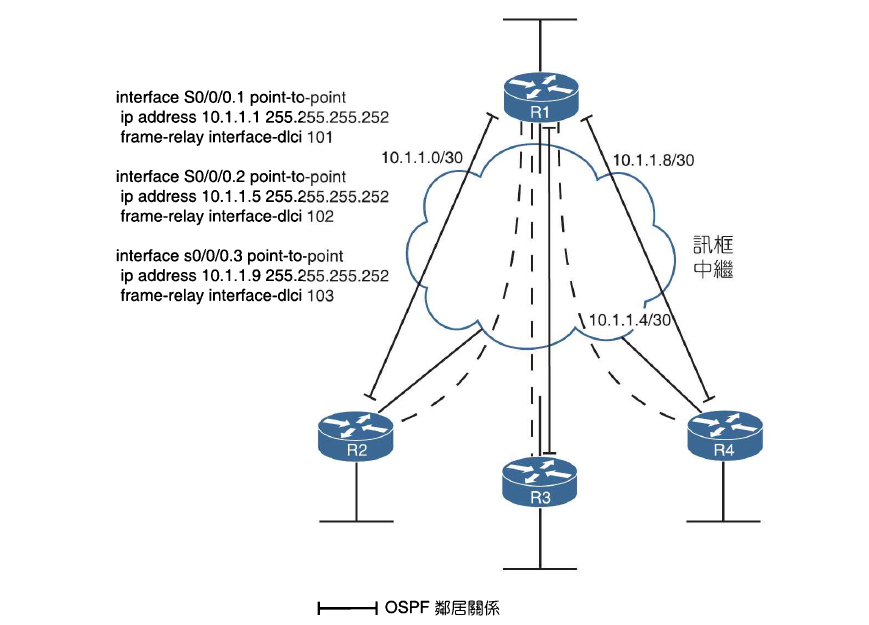 R1
interface S0/0/0.1 point-to-point
ip address 10.1.1.1 255.255.255.252
frame-relay interface-dlci 101
interface S0/0/0.2 point-to-point
ip address 10.1.1.5 255.255.255.252
frame-relay interface-dlci 102
interface s0/0/0.3 point-to-point
ip address 10.1.1.9 255.255.255.252
frame-relay interface-dlci 103
10.1.1.0/30
10.1.1.8/30
訊框
中繼
10.1.1.4/30
R2
R4
R3
OSPF 鄰居關係